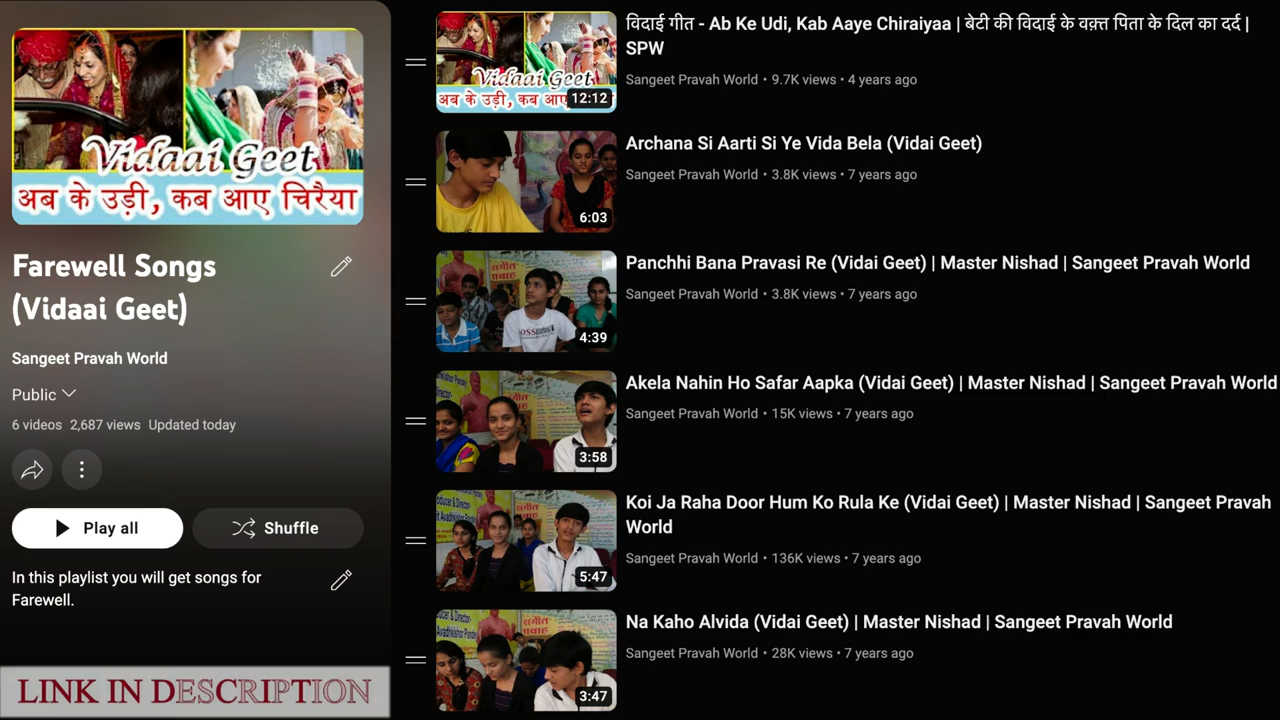 Vidaai Geet
अब के उड़ी, कब आए चिरैया
Farewell Songs
(Vidaai Geet)
Sangeet Pravah World
Public
6 videos 2,687 views Updated today
Play all
Shuffle
In this playlist you will get songs for
Farewell.
LINK IN DESCRIPTION
Vidaai Geet
अब के उड़ी, कब आए
12:12
विदाई गीत - Ab Ke Udi, Kab Aaye Chiraiyaa | बेटी की विदाई के वक़्त पिता के दिल का दर्द |
SPW
Sangeet Pravah World • 9.7K views • 4 years ago
6:03
Archana Si Aarti Si Ye Vida Bela (Vidai Geet)
Sangeet Pravah World • 3.8K views • 7 years ago
4:39
Panchhi Bana Pravasi Re (Vidai Geet) | Master Nishad | Sangeet Pravah World
Sangeet Pravah World • 3.8K views • 7 years ago
3:58
Akela Nahin Ho Safar Aapka (Vidai Geet) | Master Nishad | Sangeet Pravah World
Sangeet Pravah World • 15K views • 7 years ago
5:47
Koi Ja Raha Door Hum Ko Rula Ke (Vidai Geet) | Master Nishad | Sangeet Pravah
World
Sangeet Pravah World • 136K views • 7 years ago
3:47
Na Kaho Alvida (Vidai Geet) | Master Nishad | Sangeet Pravah World
Sangeet Pravah World • 28K views • 7 years ago